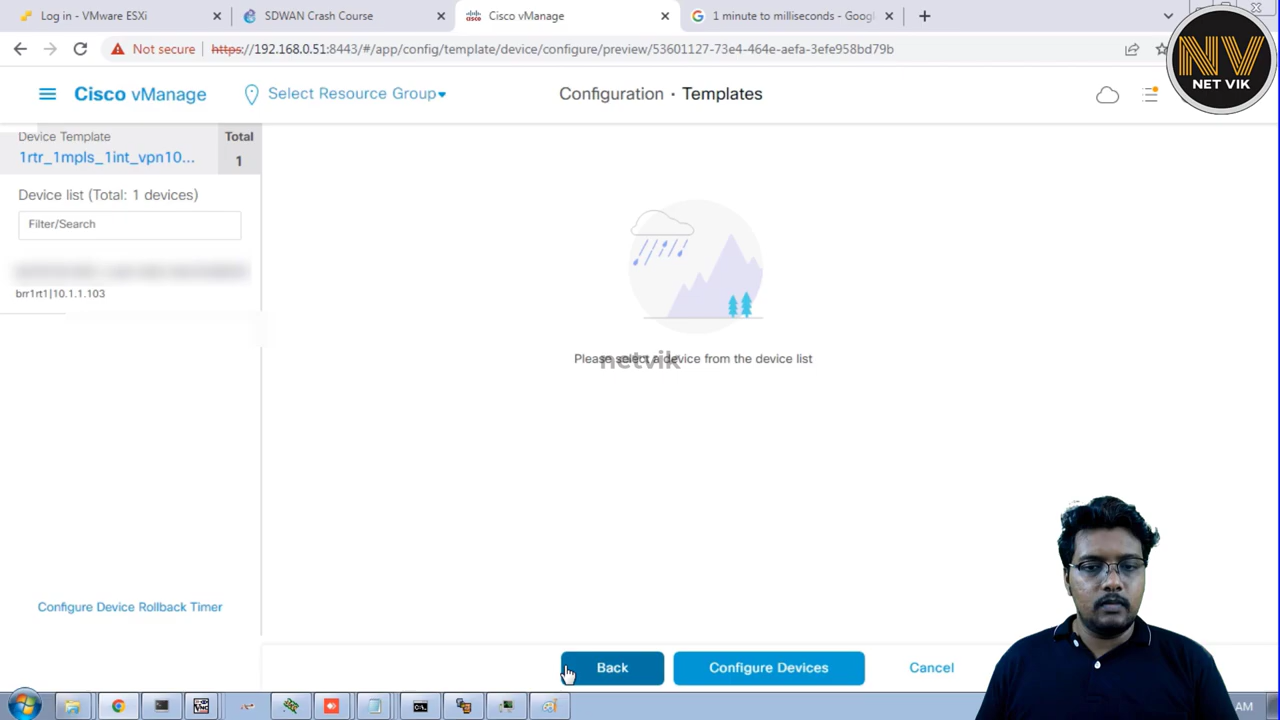 Log in - VMware ESXi
SDWAN Crash Course
Cisco vManage
1 minute to milliseconds - Googl
Not secure
https://192.168.0.51:8443/#/app/config/template/device/configure/preview/53601127-73e4-464e-aefa-3efe958bd79b
NV
NET VIK
Cisco vManage
Select Resource Group
Configuration · Templates
Device Template
Total
1rtr_1mpls_1int_vpn10...
1
Device list (Total: 1 devices)
Filter/Search
brr1rt1|10.1.1.103
Please select a device from the device list
netvik
Configure Device Rollback Timer
Back
Configure Devices
Cancel
AM